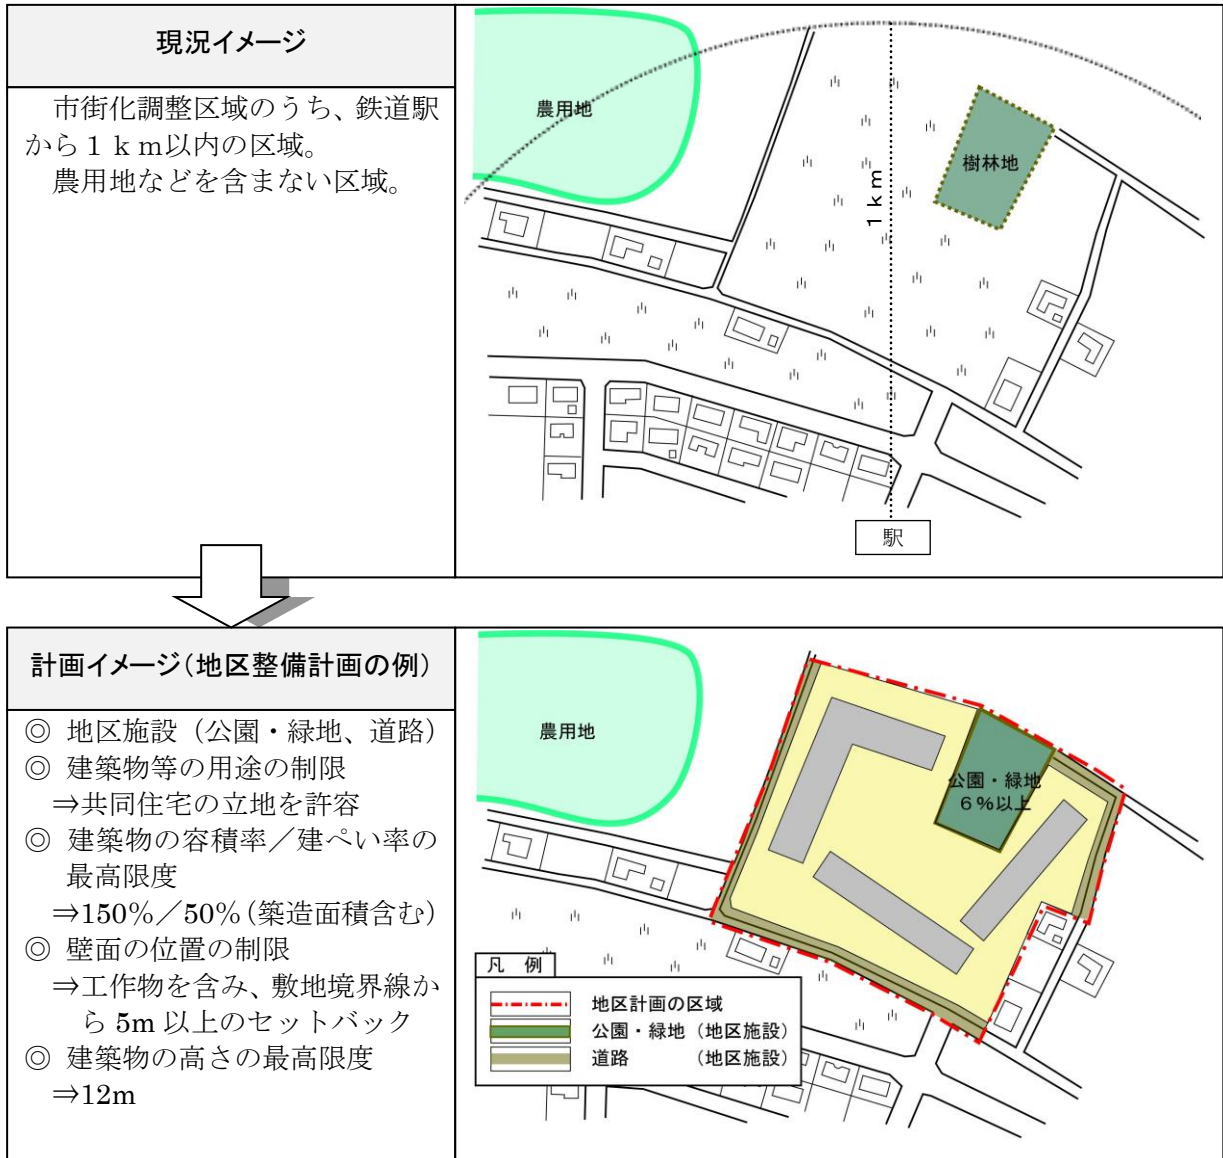 現況イメージ
市街化調整区域のうち、鉄道駅
から１ｋｍ以内の区域。
農用地などを含まない区域。
農用地
樹林地
１ｋｍ
駅
計画イメージ（地区整備計画の例）
◎ 地区施設（公園・緑地、道路）
◎ 建築物等の用途の制限
⇒共同住宅の立地を許容
◎ 建築物の容積率／建ぺい率の
最高限度
⇒150％／50％（築造面積含む）
◎ 壁面の位置の制限
⇒工作物を含み、敷地境界線か
ら 5m 以上のセットバック
◎ 建築物の高さの最高限度
⇒12m
農用地
公園・緑地
６％以上
凡 例
地区計画の区域
公園・緑地（地区施設）
道路 （地区施設）